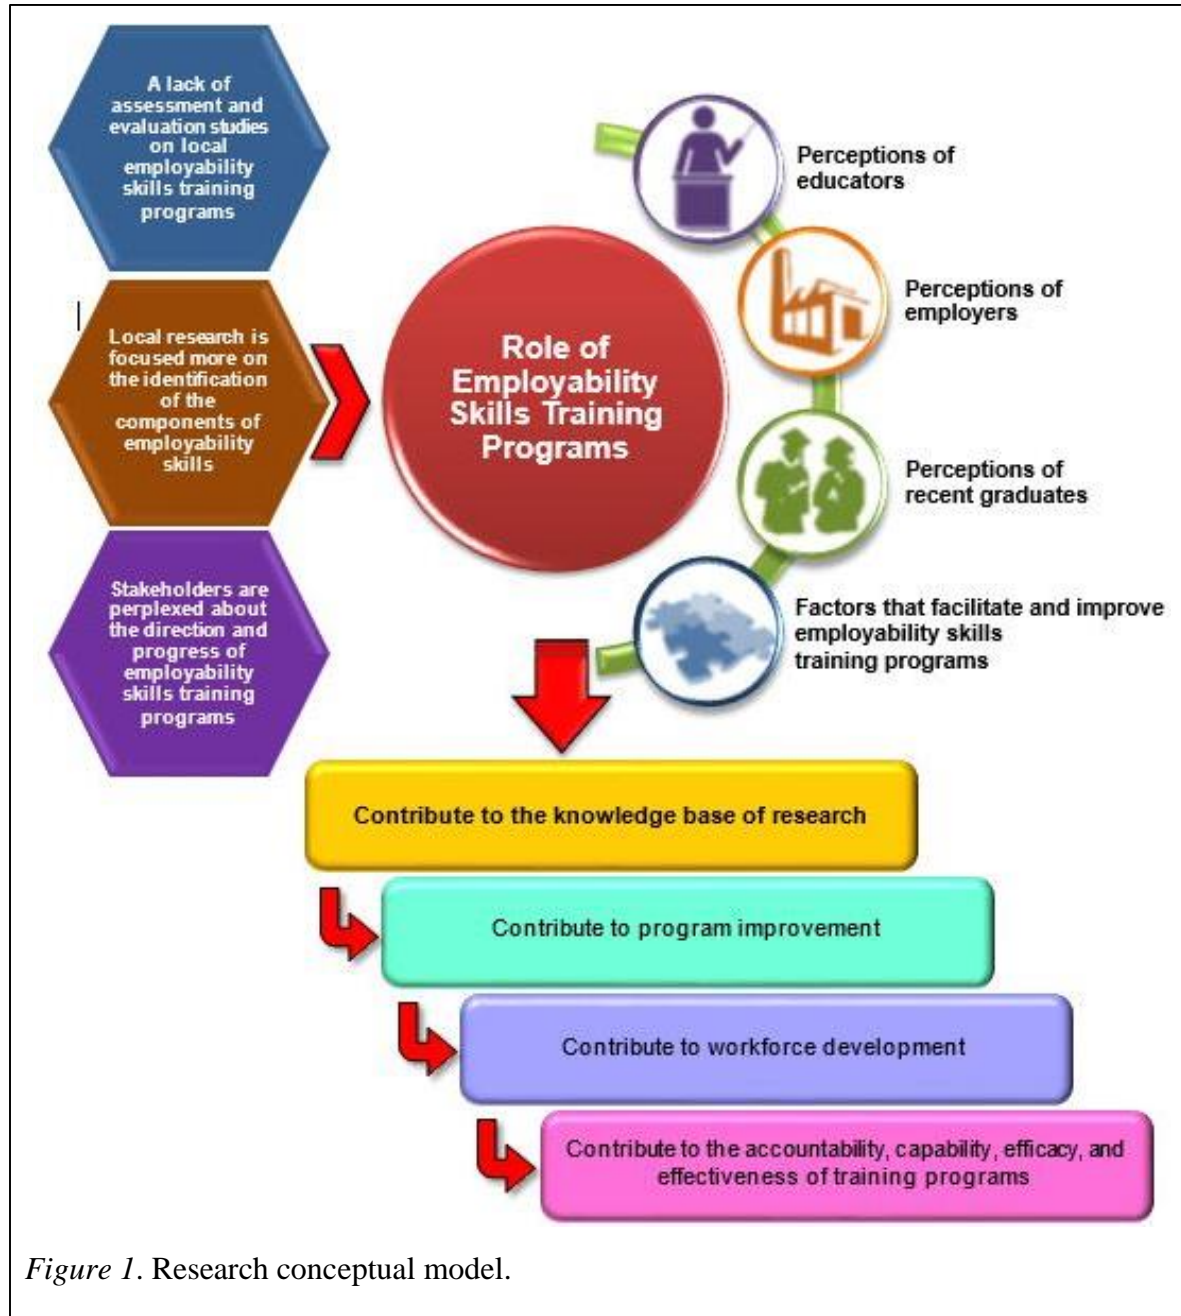 A lack of
assessment and
evaluation studies
on local
employability
skills training
programs
Local research is
focused more on
the identification
of the
components of
employability
skills
Stakeholders are
perplexed about
the direction and
progress of
employability
skills training
programs
Role of
Employability
Skills Training
Programs
Perceptions of
educators
Perceptions of
employers
Perceptions of
recent graduates
Factors that facilitate and improve
employability skills
training programs
Contribute to the knowledge base of research
Contribute to program improvement
Contribute to workforce development
Contribute to the accountability, capability, efficacy, and
effectiveness of training programs
Figure 1. Research conceptual model.